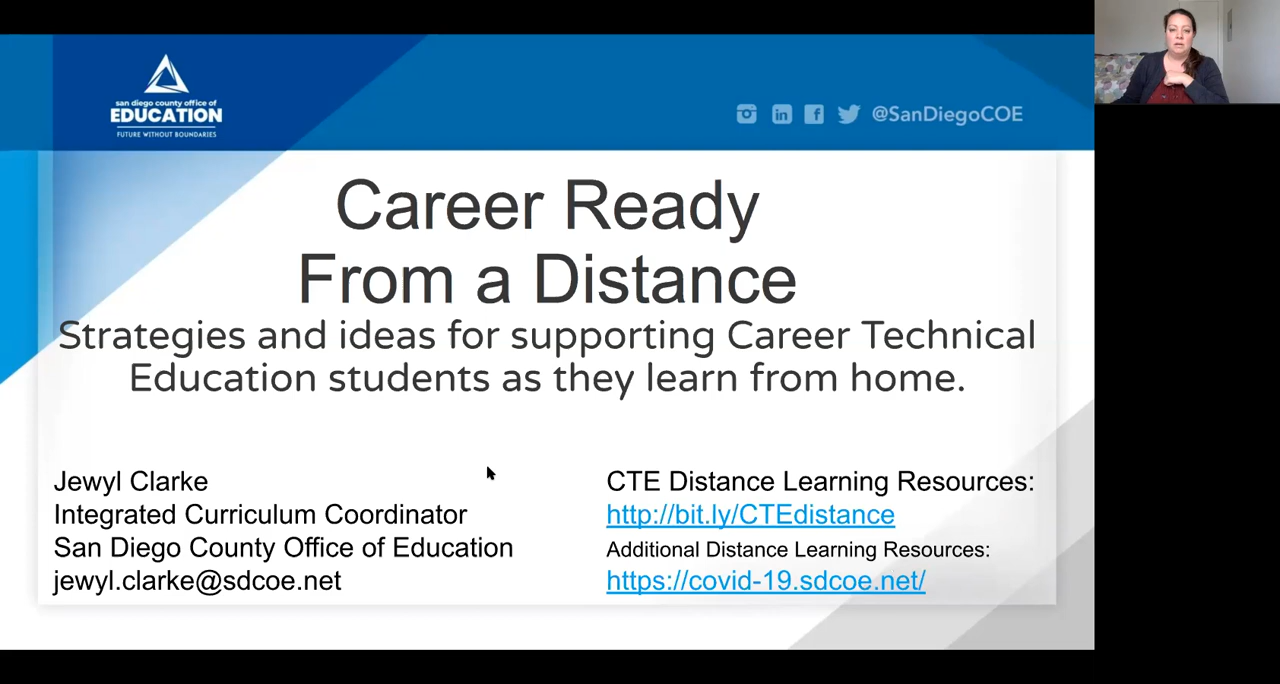 san diego county office of
EDUCATION
FUTURE WITHOUT BOUNDARIES
@SanDiegoCOE
Career Ready
From a Distance
Strategies and ideas for supporting Career Technical
Education students as they learn from home.
Jewyl Clarke
Integrated Curriculum Coordinator
San Diego County Office of Education
jewyl.clarke@sdcoe.net
CTE Distance Learning Resources:
http://bit.ly/CTEdistance
Additional Distance Learning Resources:
https://covid-19.sdcoe.net/